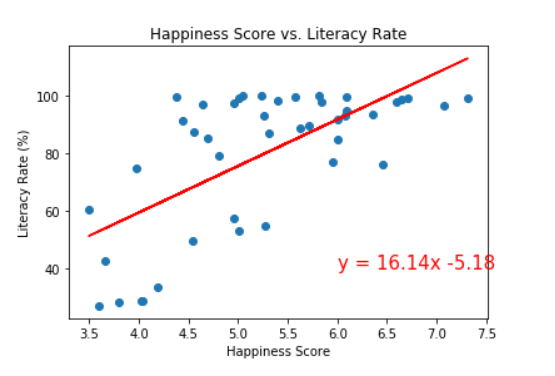 Happiness Score vs. Literacy Rate
Literacy Rate (%)
100
80
60
40
y = 16.14x -5.18
3.5 4.0 4.5 5.0 5.5 6.0 6.5 7.0 7.5
Happiness Score